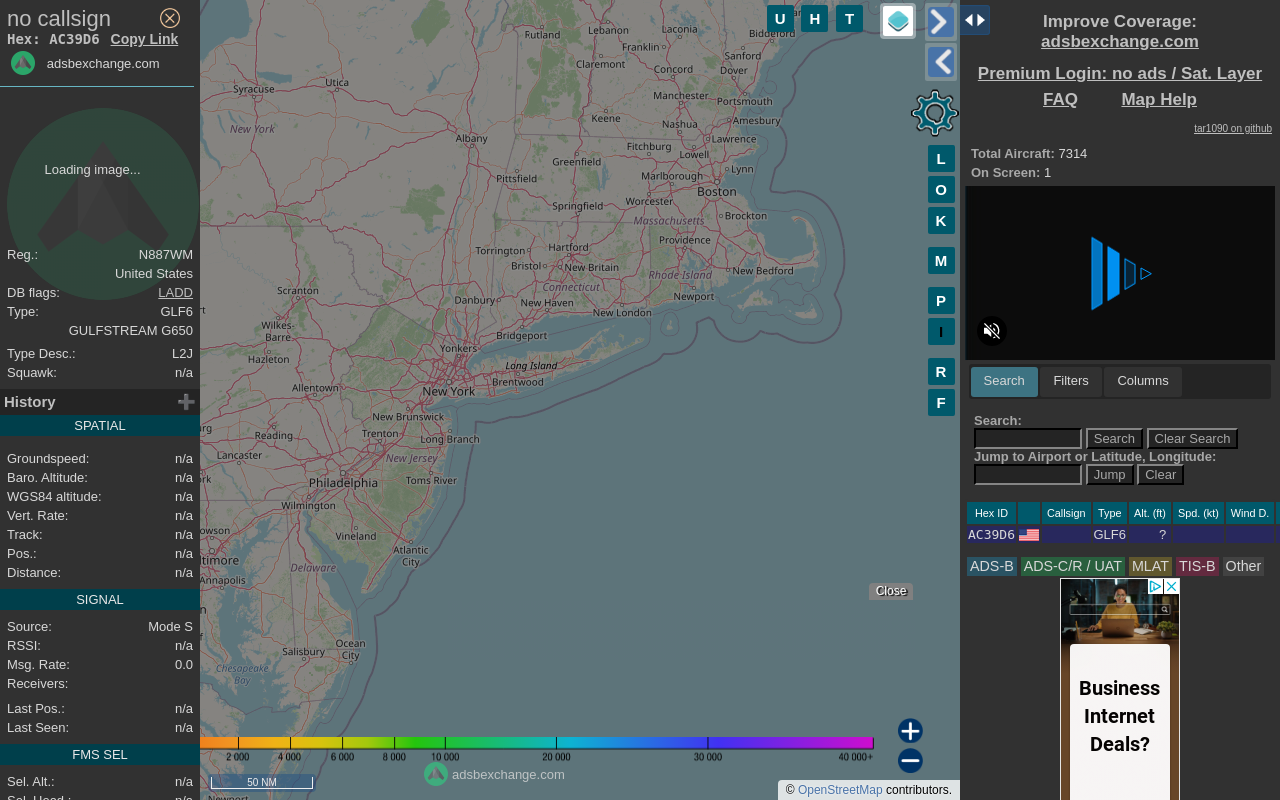 no callsign
Hex: AC39D6 Copy Link
adsbexchange.com
Loading image...
Reg.: N887WM
United States
DB flags: LADD
Type: GLF6
GULFSTREAM G650
Type Desc.: L2J
Squawk: n/a
History
SPATIAL
Groundspeed: n/a
Baro. Altitude: n/a
WGS84 altitude: n/a
Vert. Rate: n/a
Track: n/a
Pos.: n/a
Distance: n/a
SIGNAL
Source: Mode S
RSSI: n/a
Msg. Rate: 0.0
Receivers:
Last Pos.: n/a
Last Seen: n/a
FMS SEL
Sel. Alt.: n/a
U H T
L
O
K
M
P
I
R
F
Rutland
Lebanon
Laconia
Biddeford
Franklin
Sanford
Claremont
Concord
Dover
Utica
Syracuse
Manchester
Portsmouth
Keene
Nashua
Amesbury
New York
Albany
Fitchburg
Lawrence
Greenfield
Lowell
Lynn
Pittsfield
Marlborough
Boston
Springfield
Worcester
Brockton
Massachusetts
Torrington
Hartford
Providence
Bristol
New Britain
Rhode Island
New Bedford
Scranton
Danbury
Connecticut
New Haven
Newport
New London
Wilkes-
Barre
Bridgeport
Hazleton
Yonkers
Long Island
Allentown
New York
Brentwood
New Brunswick
Reading
Trenton
Long Branch
Lancaster
New Jersey
Philadelphia
Toms River
Wilmington
Vineland
Atlantic
City
Delaware
Annapolis
Salisbury
Ocean
City
Chesapeake
Bay
Close
2 000 4 000 6 000 8 000 10 000 20 000 30 000 40 000+
adsbexchange.com
50 NM
© OpenStreetMap contributors.
Improve Coverage:
adsbexchange.com
Premium Login: no ads / Sat. Layer
FAQ Map Help
tar1090 on github
Total Aircraft: 7314
On Screen: 1
Search Filters Columns
Search:
Search Clear Search
Jump to Airport or Latitude, Longitude:
Jump Clear
Hex ID Callsign Type Alt. (ft) Spd. (kt) Wind D.
AC39D6 GLF6 ?
ADS-B ADS-C/R / UAT MLAT TIS-B Other
Business
Internet
Deals?